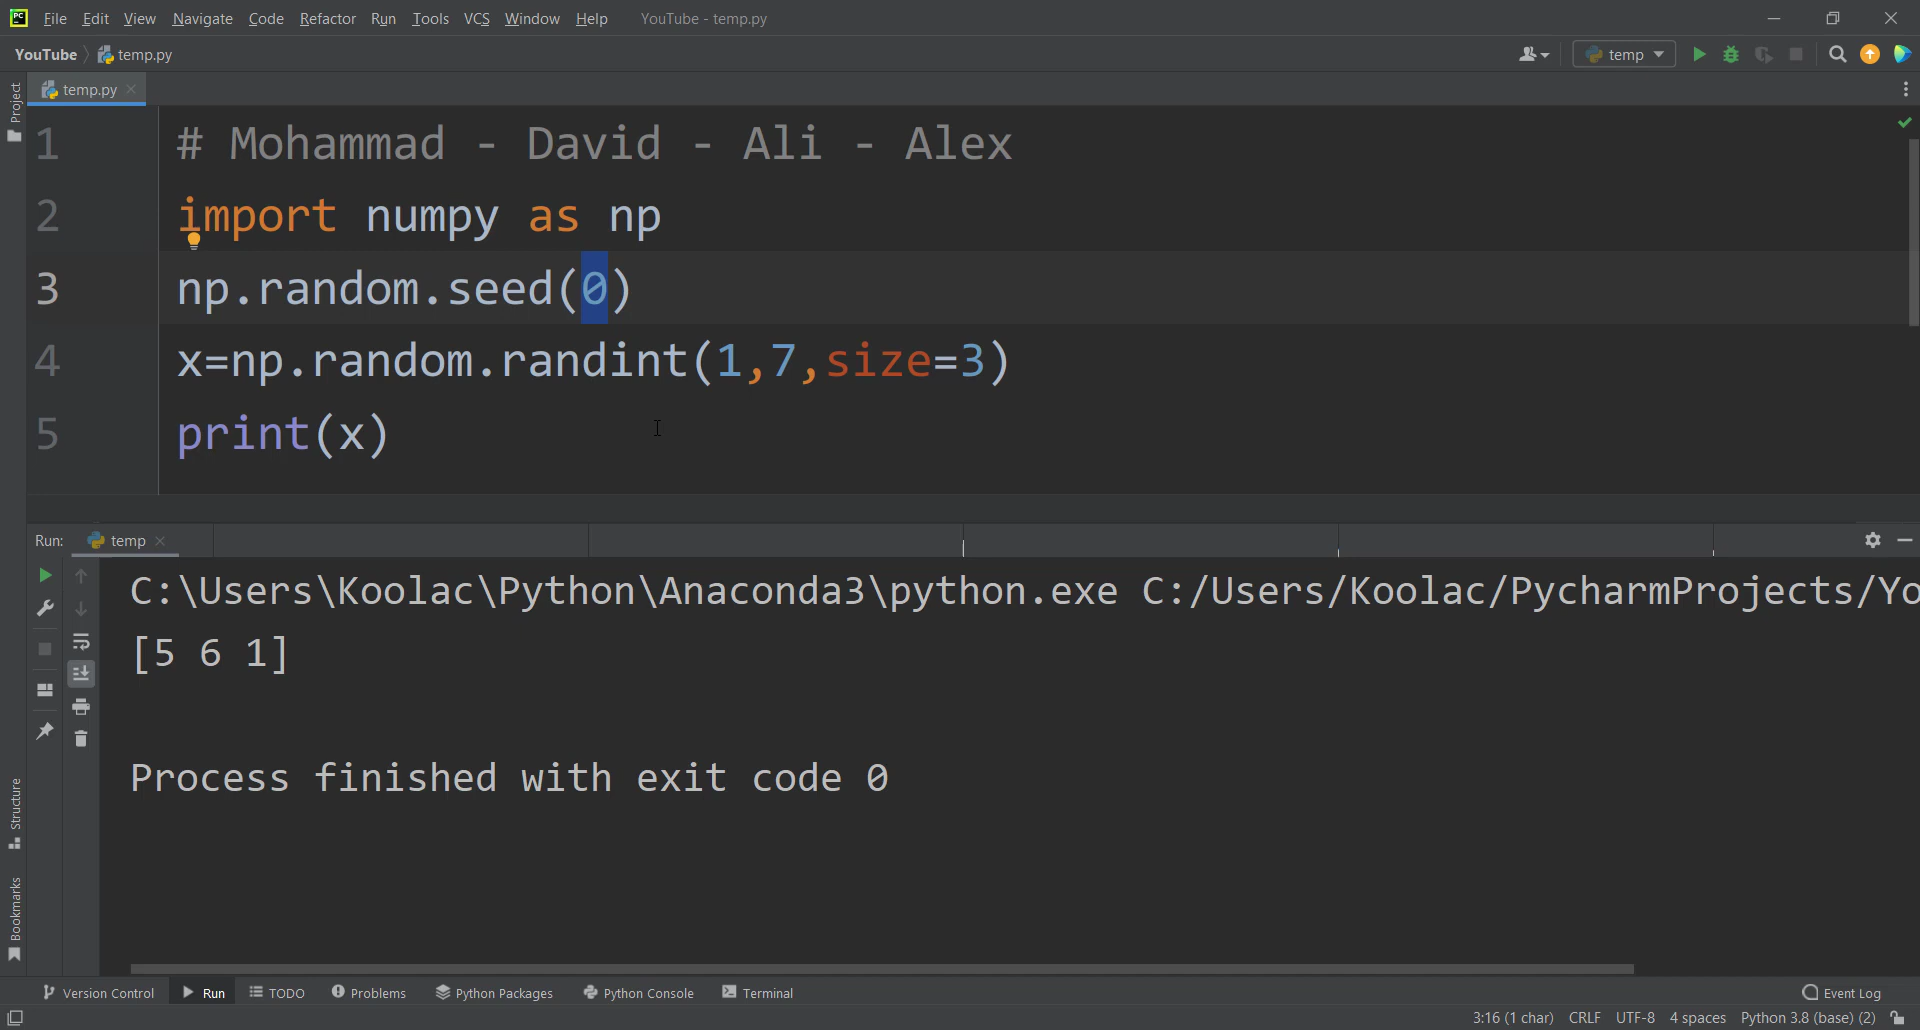 PC File Edit View Navigate Code Refactor Run Tools VCS Window Help YouTube - temp.py
YouTube temp.py temp
Project
temp.py
1 # Mohammad - David - Ali - Alex
2 import numpy as np
3 np.random.seed(0)
4 x=np.random.randint(1,7,size=3)
5 print(x)
Run: temp
C:\Users\Koolac\Python\Anaconda3\python.exe C:/Users/Koolac/PycharmProjects/Yo
[5 6 1]
Process finished with exit code 0
Structure
Bookmarks
Version Control Run TODO Problems Python Packages Python Console Terminal Event Log
3:16 (1 char) CRLF UTF-8 4 spaces Python 3.8 (base) (2)